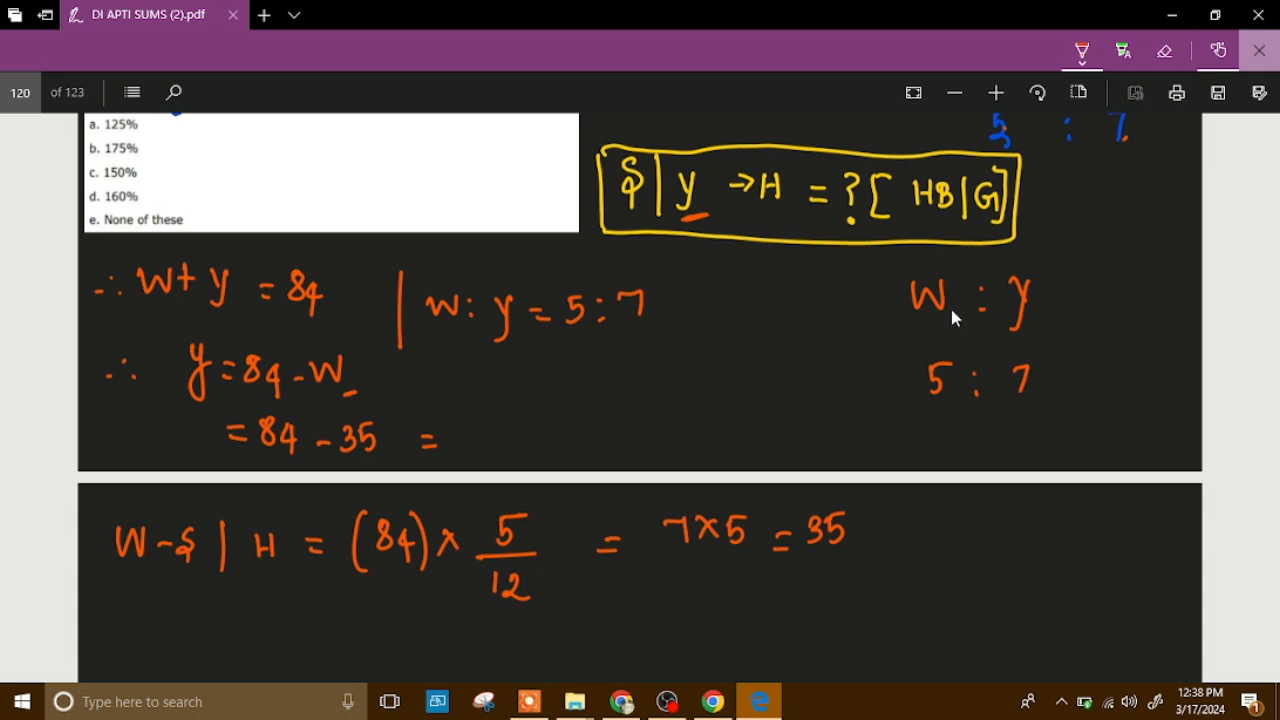 DI APTI SUMS (2).pdf
120 of 123
a. 125%
b. 175%
c. 150%
d. 160%
e. None of these
5 : 7
y → H = ? [ HB | G ]
∴ W + y = 84 | W : y = 5 : 7
W : y
∴ y = 84 - W
5 : 7
= 84 - 35 =
W - | H = (84) × 5/12 = 7 × 5 = 35
Type here to search
12:38 PM
3/17/2024
1